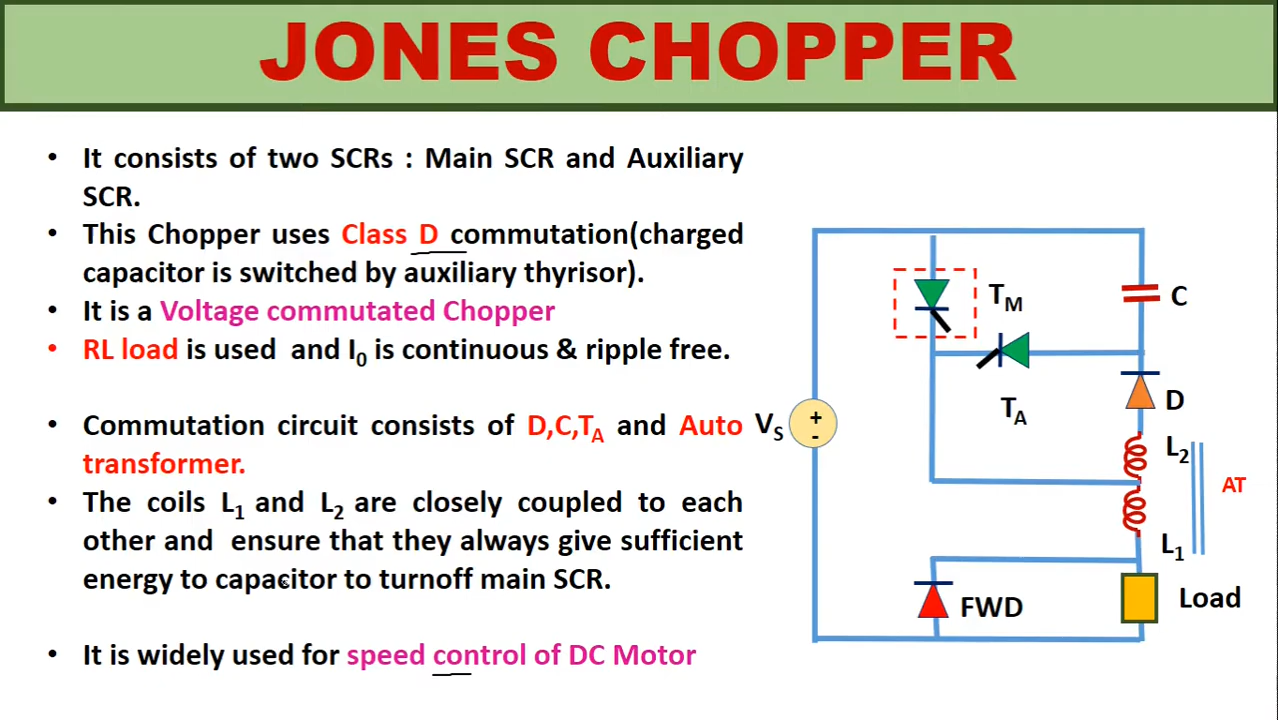 JONES CHOPPER
• It consists of two SCRs : Main SCR and Auxiliary
SCR.
• This Chopper uses Class D commutation(charged
capacitor is switched by auxiliary thyrisor).
• It is a Voltage commutated Chopper
• RL load is used and I0 is continuous & ripple free.
• Commutation circuit consists of D,C,TA and Auto
transformer.
• The coils L1 and L2 are closely coupled to each
other and ensure that they always give sufficient
energy to capacitor to turnoff main SCR.
• It is widely used for speed control of DC Motor
TM
C
TA
D
VS
+
-
L2
AT
L1
FWD
Load